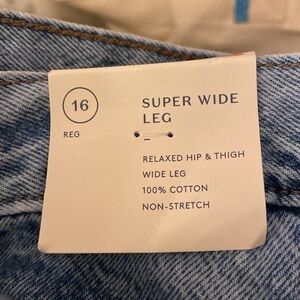 16
REG
SUPER WIDE
LEG
RELAXED HIP & THIGH
WIDE LEG
100% COTTON
NON-STRETCH